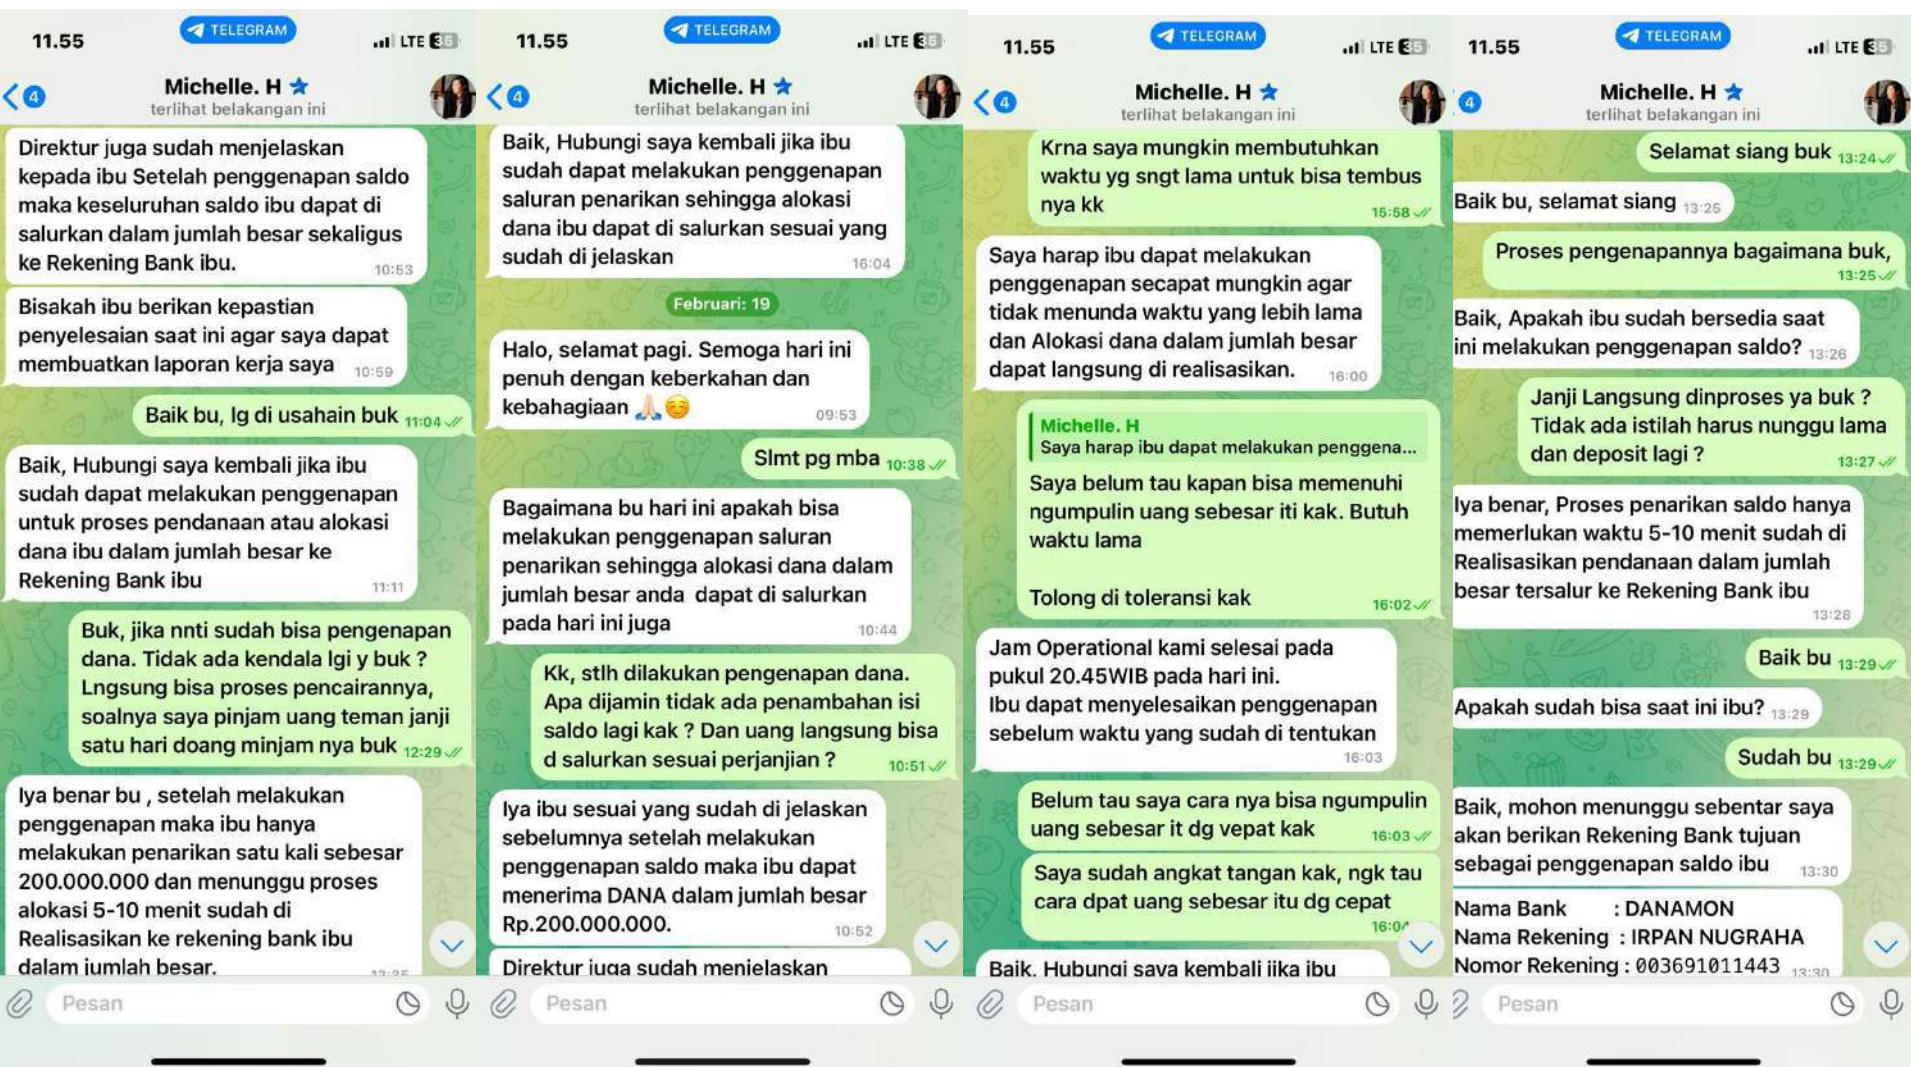 11.55
TELEGRAM
LTE 35
4
Michelle. H
terlihat belakangan ini
Direktur juga sudah menjelaskan
kepada ibu Setelah penggenapan saldo
maka keseluruhan saldo ibu dapat di
salurkan dalam jumlah besar sekaligus
ke Rekening Bank ibu.
10:53
Bisakah ibu berikan kepastian
penyelesaian saat ini agar saya dapat
membuatkan laporan kerja saya 10:59
Baik bu, lg di usahain buk 11:04
Baik, Hubungi saya kembali jika ibu
sudah dapat melakukan penggenapan
untuk proses pendanaan atau alokasi
dana ibu dalam jumlah besar ke
Rekening Bank ibu 11:11
Buk, jika nnti sudah bisa pengenapan
dana. Tidak ada kendala lgi y buk ?
Lngsung bisa proses pencairannya,
soalnya saya pinjam uang teman janji
satu hari doang minjam nya buk 12:29
Iya benar bu , setelah melakukan
penggenapan maka ibu hanya
melakukan penarikan satu kali sebesar
200.000.000 dan menunggu proses
alokasi 5-10 menit sudah di
Realisasikan ke rekening bank ibu
dalam jumlah besar.
Pesan
11.55
TELEGRAM
LTE 35
4
Michelle. H
terlihat belakangan ini
Baik, Hubungi saya kembali jika ibu
sudah dapat melakukan penggenapan
saluran penarikan sehingga alokasi
dana ibu dapat di salurkan sesuai yang
sudah di jelaskan 16:04
Februari: 19
Halo, selamat pagi. Semoga hari ini
penuh dengan keberkahan dan
kebahagiaan 🙏🏻☺️ 09:53
Slmt pg mba 10:38
Bagaimana bu hari ini apakah bisa
melakukan penggenapan saluran
penarikan sehingga alokasi dana dalam
jumlah besar anda dapat di salurkan
pada hari ini juga 10:44
Kk, stlh dilakukan pengenapan dana.
Apa dijamin tidak ada penambahan isi
saldo lagi kak ? Dan uang langsung bisa
d salurkan sesuai perjanjian ? 10:51
Iya ibu sesuai yang sudah di jelaskan
sebelumnya setelah melakukan
penggenapan saldo maka ibu dapat
menerima DANA dalam jumlah besar
Rp.200.000.000. 10:52
Direktur juga sudah menjelaskan
Pesan
11.55
TELEGRAM
LTE 35
4
Michelle. H
terlihat belakangan ini
Krna saya mungkin membutuhkan
waktu yg sngt lama untuk bisa tembus
nya kk 15:58
Saya harap ibu dapat melakukan
penggenapan secapat mungkin agar
tidak menunda waktu yang lebih lama
dan Alokasi dana dalam jumlah besar
dapat langsung di realisasikan. 16:00
Michelle. H
Saya harap ibu dapat melakukan penggena...
Saya belum tau kapan bisa memenuhi
ngumpulin uang sebesar iti kak. Butuh
waktu lama
Tolong di toleransi kak 16:02
Jam Operational kami selesai pada
pukul 20.45WIB pada hari ini.
Ibu dapat menyelesaikan penggenapan
sebelum waktu yang sudah di tentukan
16:03
Belum tau saya cara nya bisa ngumpulin
uang sebesar it dg vepat kak 16:03
Saya sudah angkat tangan kak, ngk tau
cara dpat uang sebesar itu dg cepat
16:04
Baik. Hubungi saya kembali jika ibu
Pesan
11.55
TELEGRAM
LTE 35
4
Michelle. H
terlihat belakangan ini
Selamat siang buk 13:24
Baik bu, selamat siang 13:25
Proses pengenapannya bagaimana buk,
13:25
Baik, Apakah ibu sudah bersedia saat
ini melakukan penggenapan saldo? 13:26
Janji Langsung dinproses ya buk ?
Tidak ada istilah harus nunggu lama
dan deposit lagi ? 13:27
Iya benar, Proses penarikan saldo hanya
memerlukan waktu 5-10 menit sudah di
Realisasikan pendanaan dalam jumlah
besar tersalur ke Rekening Bank ibu
13:28
Baik bu 13:29
Apakah sudah bisa saat ini ibu? 13:29
Sudah bu 13:29
Baik, mohon menunggu sebentar saya
akan berikan Rekening Bank tujuan
sebagai penggenapan saldo ibu 13:30
Nama Bank : DANAMON
Nama Rekening : IRPAN NUGRAHA
Nomor Rekening : 003691011443 13:30
Pesan